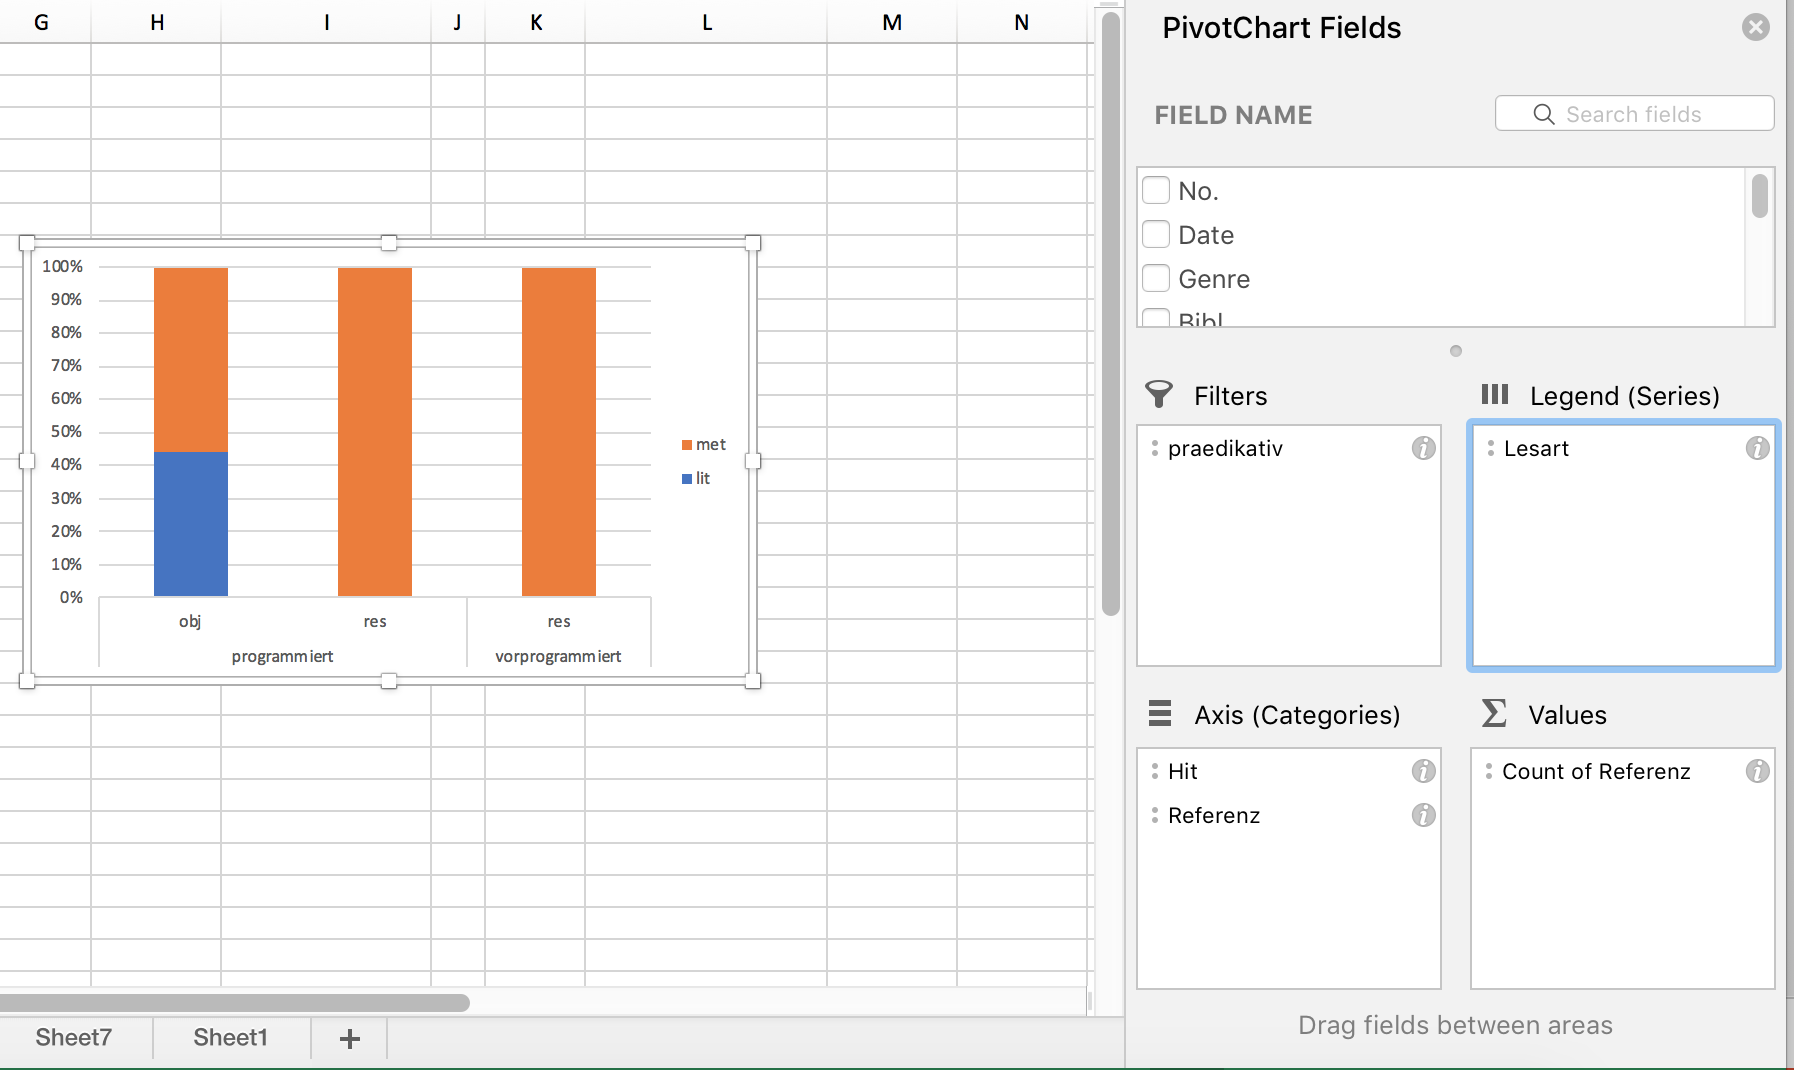 G H I J K L M N
100%
90%
80%
70%
60%
50%
40%
30%
20%
10%
0%
obj res res
programmiert vorprogrammiert
met
lit
Sheet7 Sheet1 +
PivotChart Fields
FIELD NAME
Search fields
No.
Date
Genre
Bibl
Filters
praedikativ
Legend (Series)
Lesart
Axis (Categories)
Hit
Referenz
Σ Values
Count of Referenz
Drag fields between areas